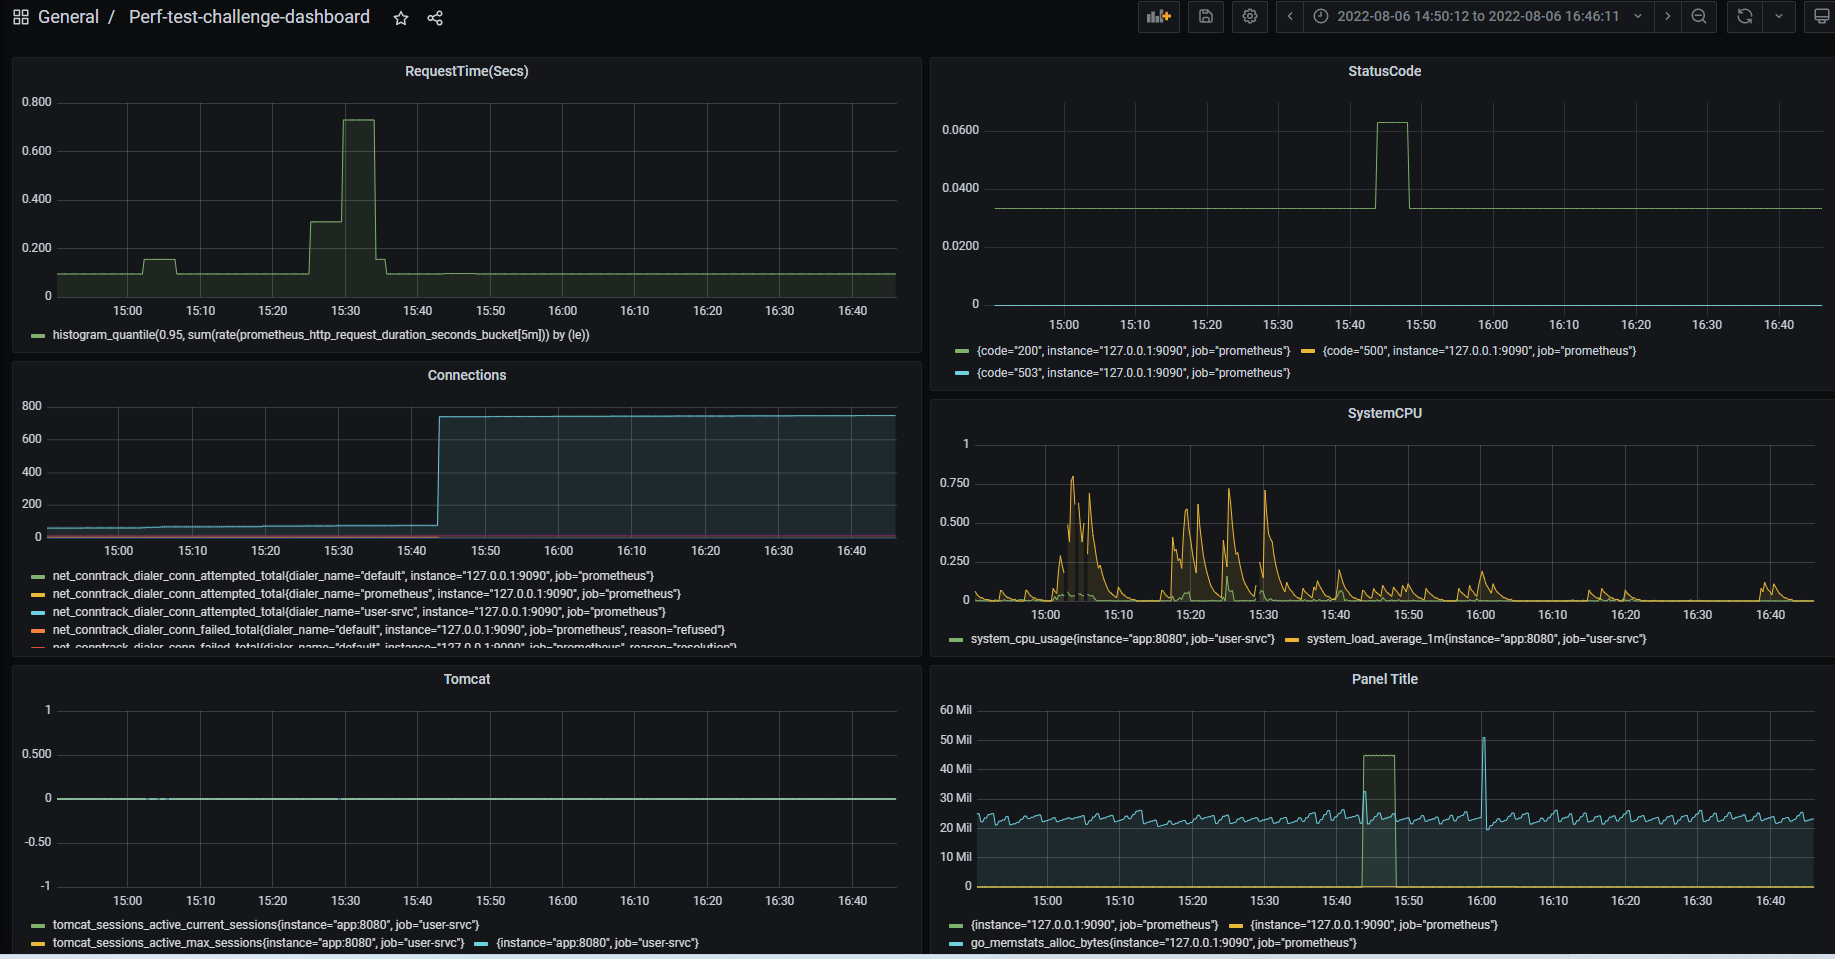 General / Perf-test-challenge-dashboard
2022-08-06 14:50:12 to 2022-08-06 16:46:11
RequestTime(Secs)
0.800
0.600
0.400
0.200
0
15:00 15:10 15:20 15:30 15:40 15:50 16:00 16:10 16:20 16:30 16:40
histogram_quantile(0.95, sum(rate(prometheus_http_request_duration_seconds_bucket[5m])) by (le))
StatusCode
0.0600
0.0400
0.0200
0
15:00 15:10 15:20 15:30 15:40 15:50 16:00 16:10 16:20 16:30 16:40
{code="200", instance="127.0.0.1:9090", job="prometheus"} {code="500", instance="127.0.0.1:9090", job="prometheus"}
{code="503", instance="127.0.0.1:9090", job="prometheus"}
Connections
800
600
400
200
0
15:00 15:10 15:20 15:30 15:40 15:50 16:00 16:10 16:20 16:30 16:40
net_conntrack_dialer_conn_attempted_total{dialer_name="default", instance="127.0.0.1:9090", job="prometheus"}
net_conntrack_dialer_conn_attempted_total{dialer_name="prometheus", instance="127.0.0.1:9090", job="prometheus"}
net_conntrack_dialer_conn_attempted_total{dialer_name="user-svc", instance="127.0.0.1:9090", job="prometheus"}
net_conntrack_dialer_conn_failed_total{dialer_name="default", instance="127.0.0.1:9090", job="prometheus", reason="refused"}
net_conntrack_dialer_conn_failed_total{dialer_name="default", instance="127.0.0.1:9090", job="prometheus", reason="resolution"}
SystemCPU
1
0.750
0.500
0.250
0
15:00 15:10 15:20 15:30 15:40 15:50 16:00 16:10 16:20 16:30 16:40
system_cpu_usage{instance="app:8080", job="user-srvc"} system_load_average_1m{instance="app:8080", job="user-srvc"}
Tomcat
1
0.500
0
-0.50
-1
15:00 15:10 15:20 15:30 15:40 15:50 16:00 16:10 16:20 16:30 16:40
tomcat_sessions_active_current_sessions{instance="app:8080", job="user-srvc"}
tomcat_sessions_active_max_sessions{instance="app:8080", job="user-srvc"} {instance="app:8080", job="user-srvc"}
Panel Title
60 Mil
50 Mil
40 Mil
30 Mil
20 Mil
10 Mil
0
15:00 15:10 15:20 15:30 15:40 15:50 16:00 16:10 16:20 16:30 16:40
{instance="127.0.0.1:9090", job="prometheus"} {instance="127.0.0.1:9090", job="prometheus"}
go_memstats_alloc_bytes{instance="127.0.0.1:9090", job="prometheus"}